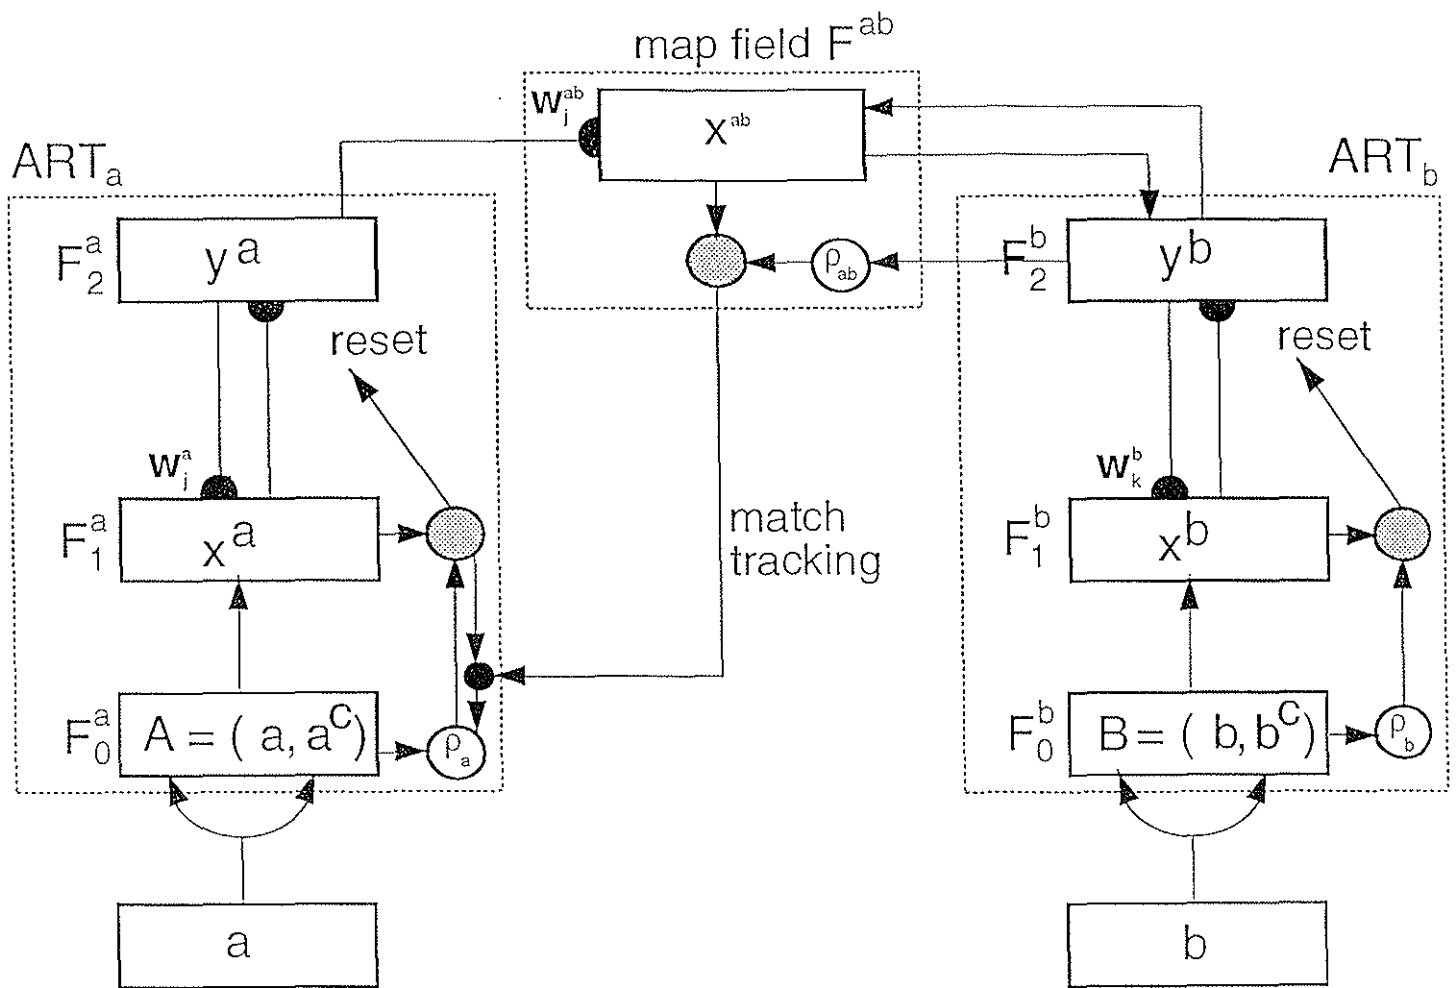 map field F^ab
w_j^ab
x^ab
ART_a
ART_b
F_2^a
y^a
ρ_ab
F_2^b
y^b
reset
reset
w_j^a
w_k^b
F_1^a
x^a
match
tracking
F_1^b
x^b
F_0^a
A = (a, a^c)
ρ_a
F_0^b
B = (b, b^c)
ρ_b
a
b